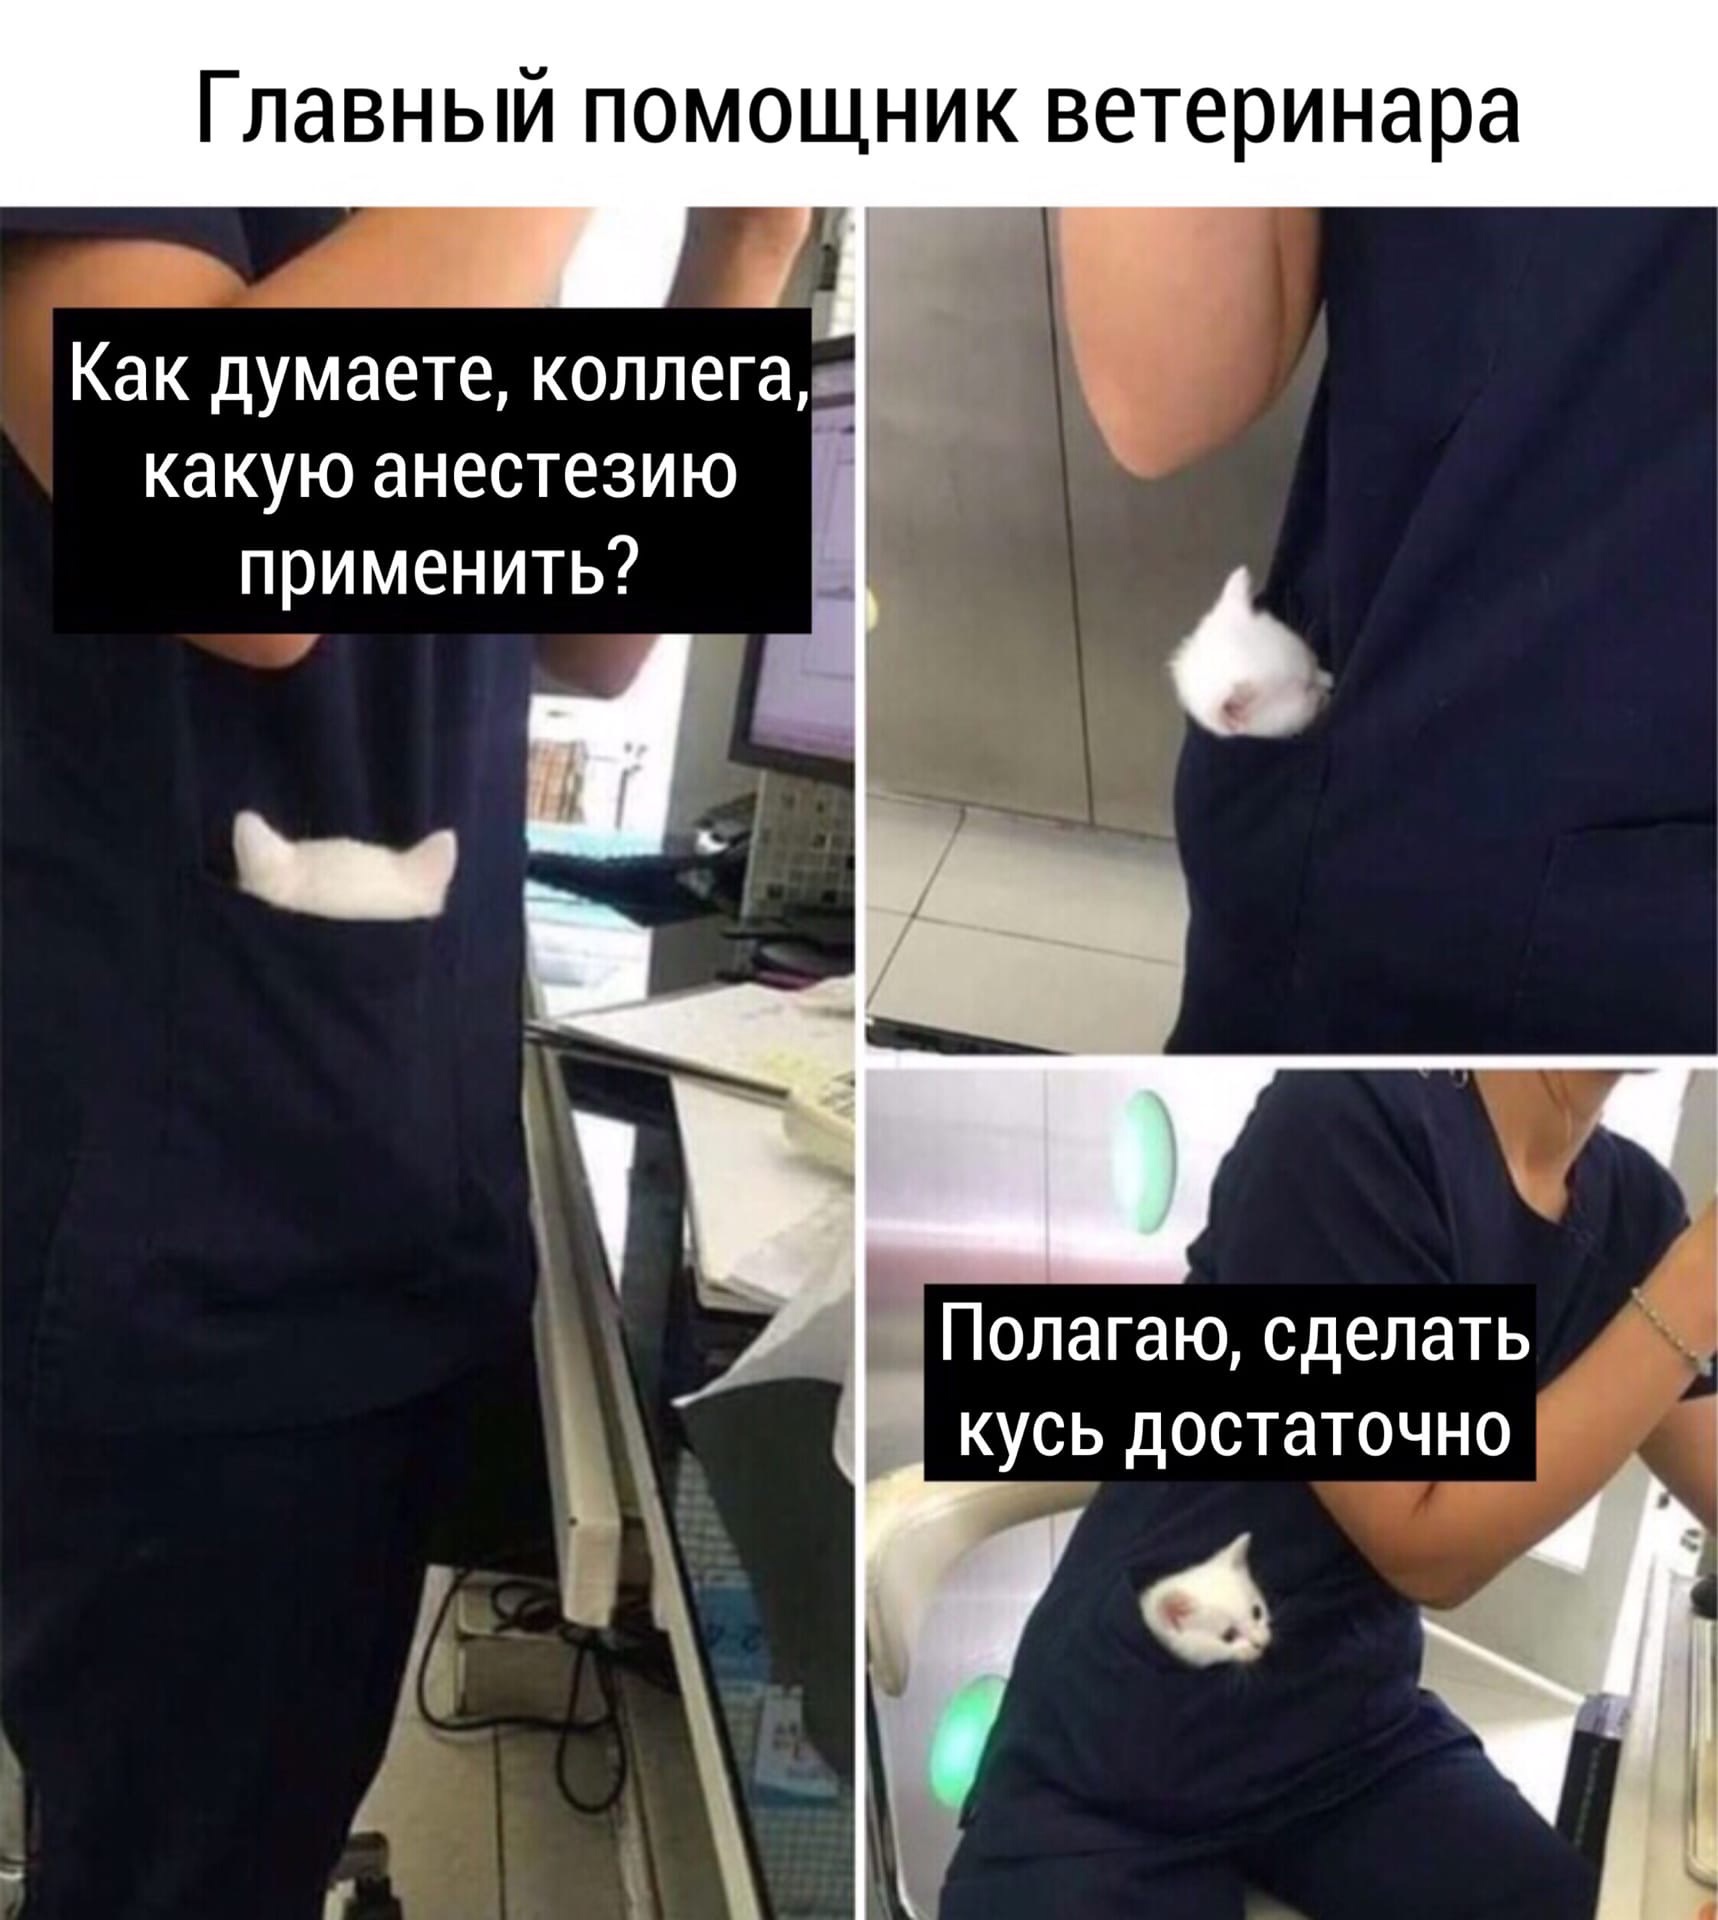 Главный помощник ветеринара
Как думаете, коллега,
какую анестезию
применить?
Полагаю, сделать
кусь достаточно